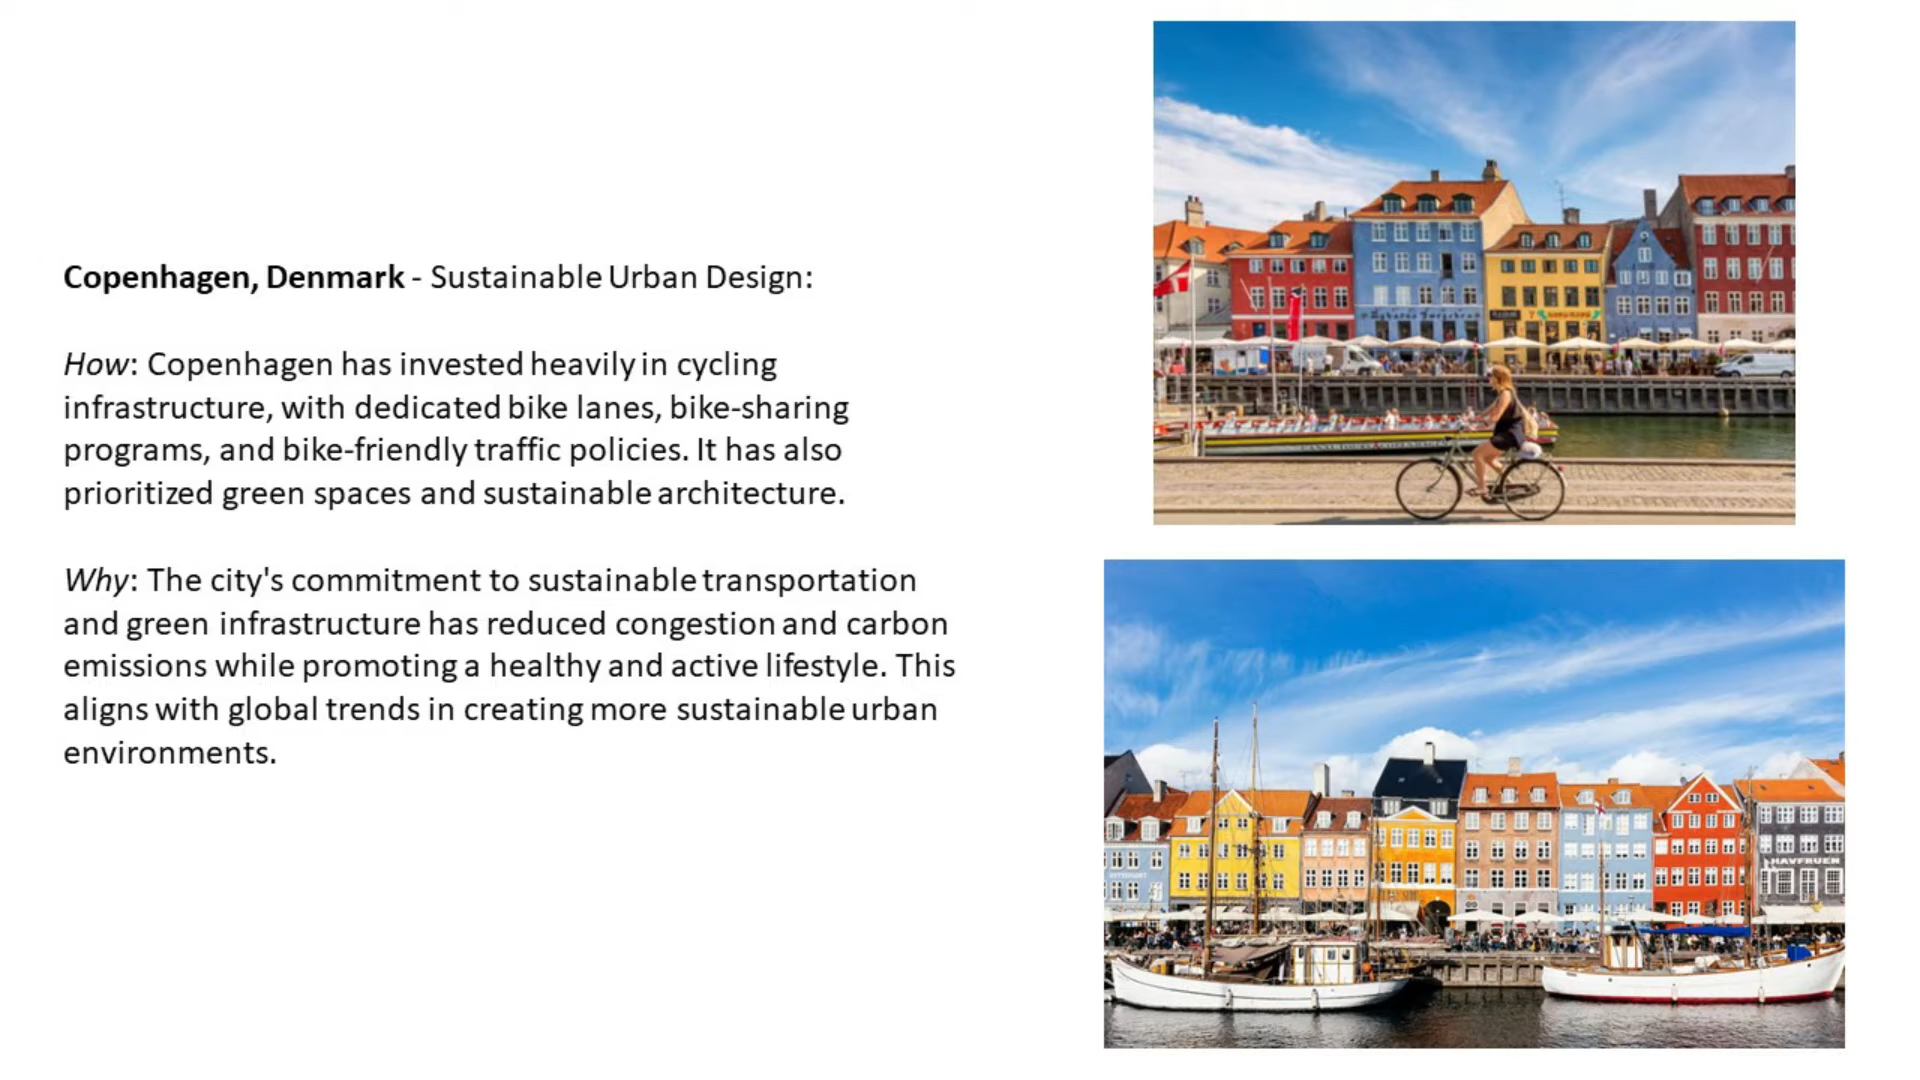 Copenhagen, Denmark - Sustainable Urban Design:
How: Copenhagen has invested heavily in cycling
infrastructure, with dedicated bike lanes, bike-sharing
programs, and bike-friendly traffic policies. It has also
prioritized green spaces and sustainable architecture.
Why: The city's commitment to sustainable transportation
and green infrastructure has reduced congestion and carbon
emissions while promoting a healthy and active lifestyle. This
aligns with global trends in creating more sustainable urban
environments.
HAVFRUEN